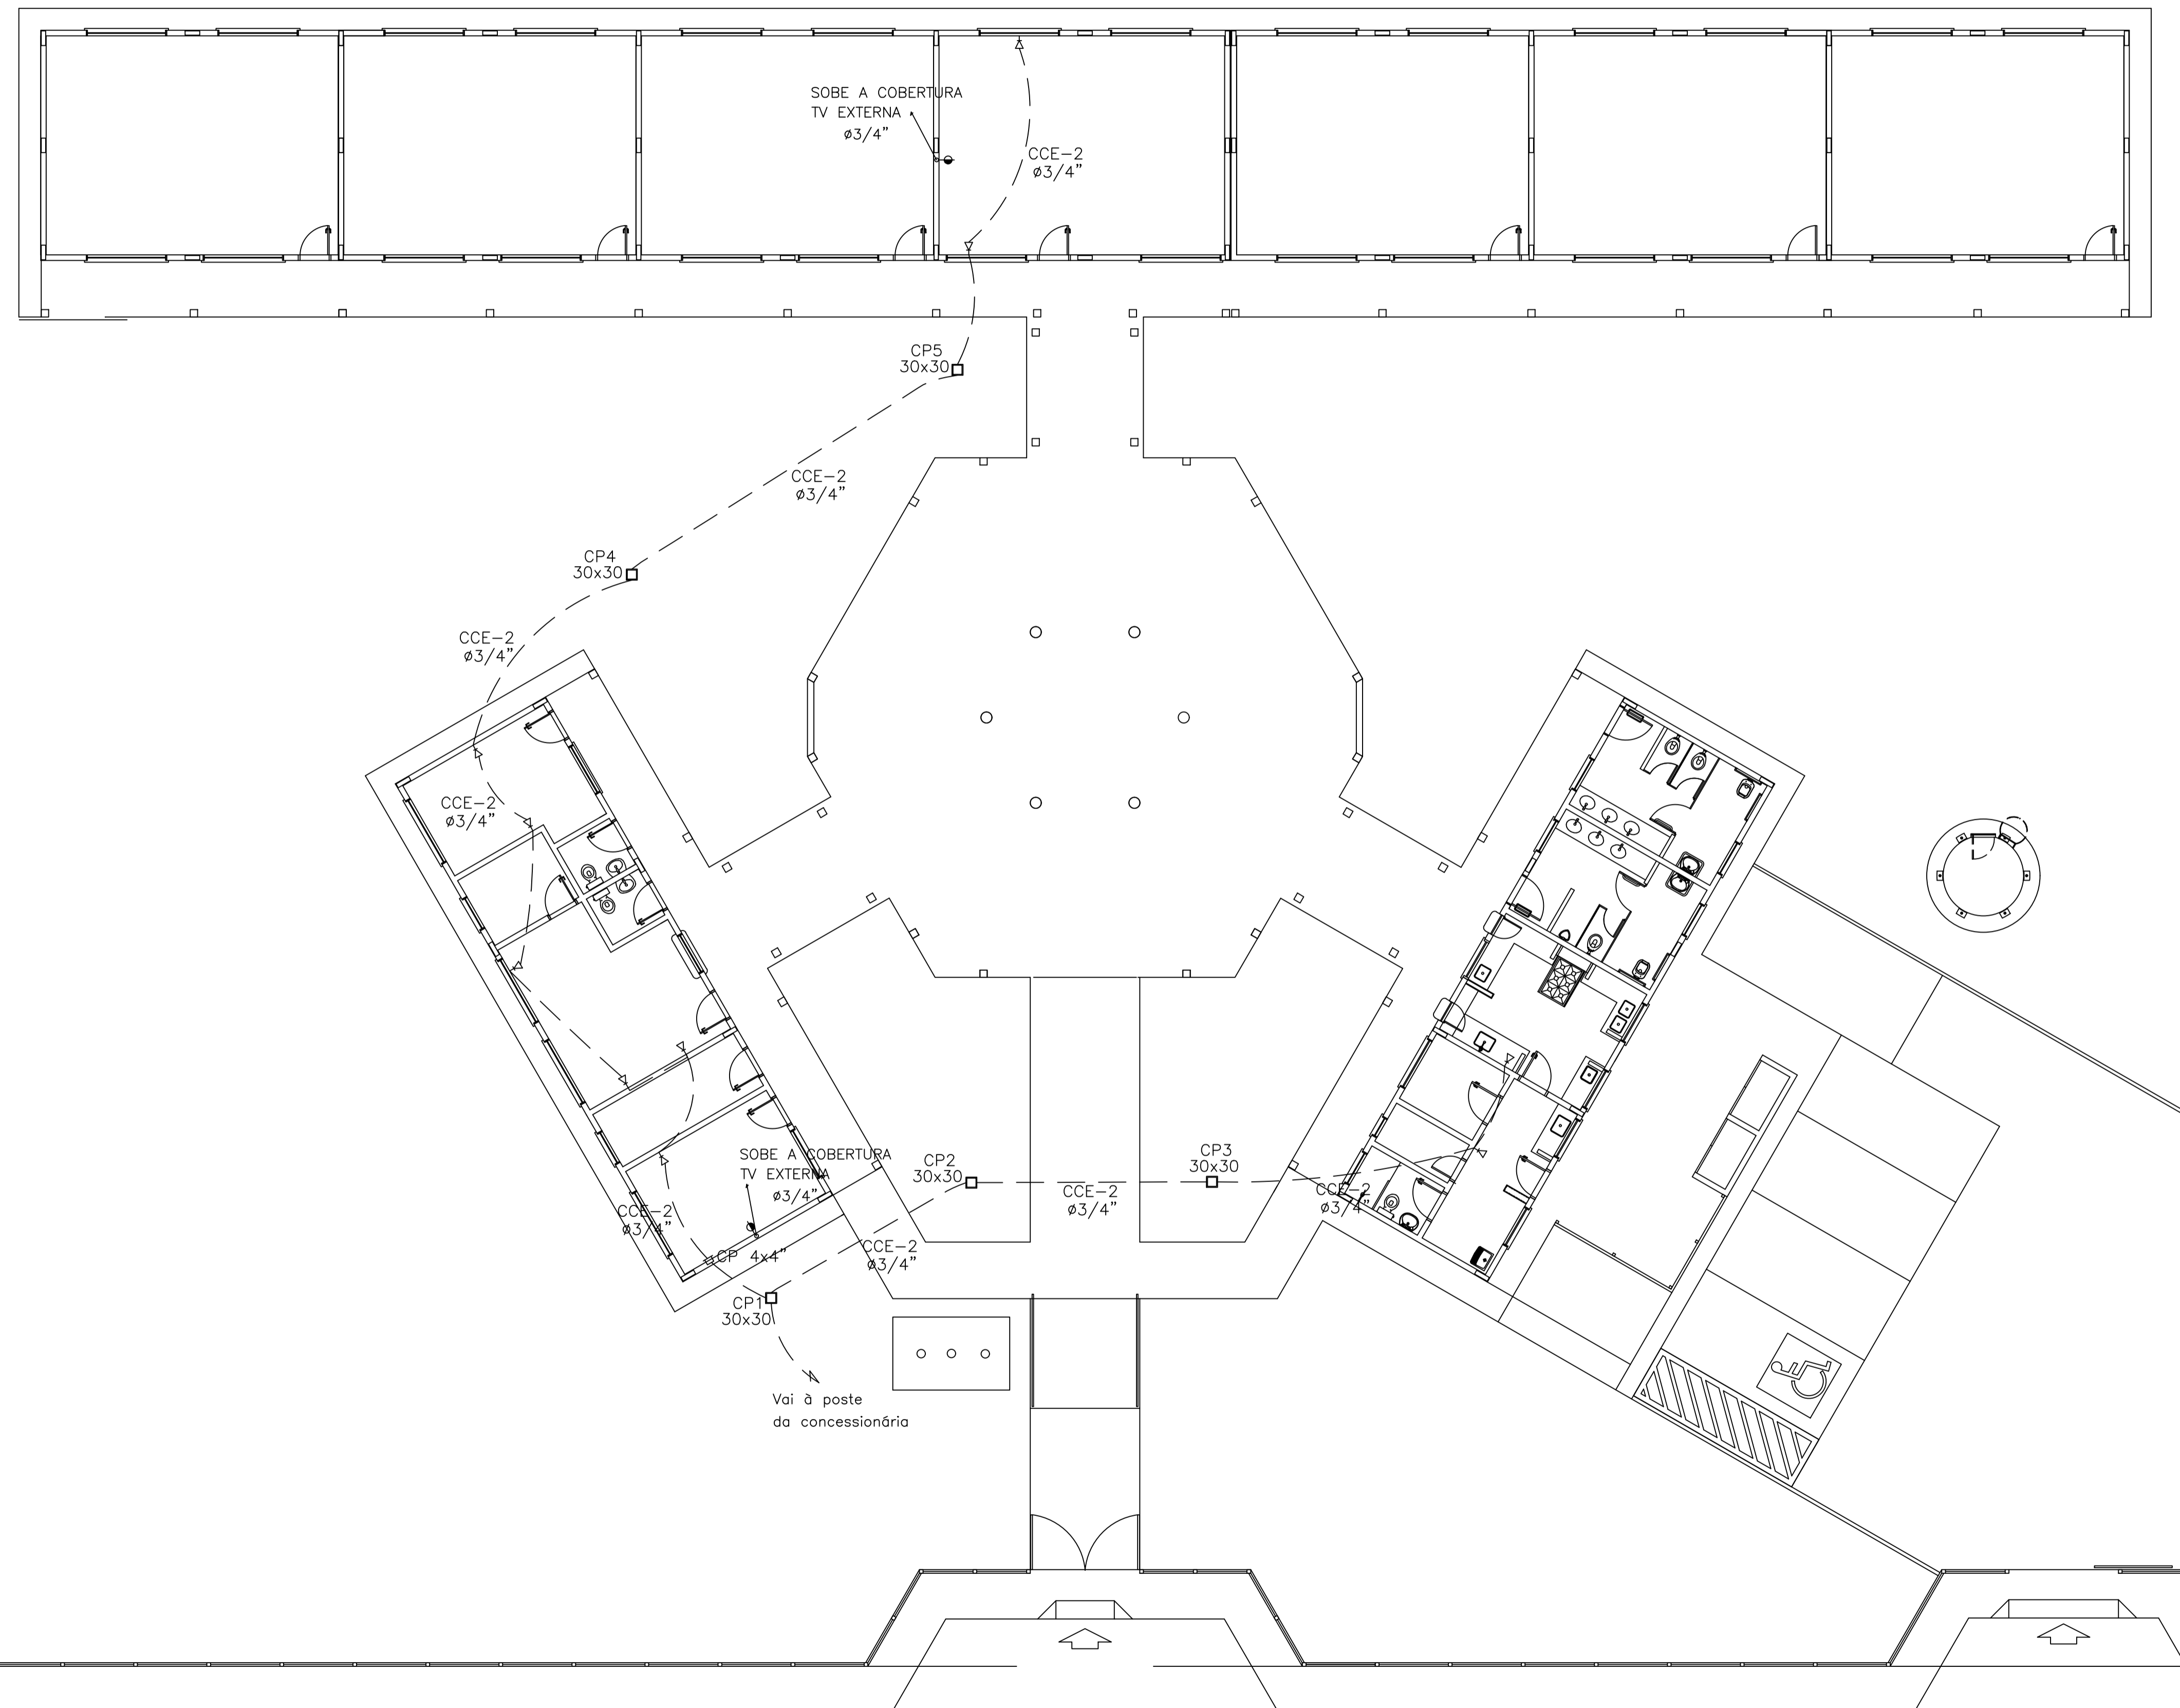 SOBE A COBERTURA
TV EXTERNA
ø3/4"
CCE-2
ø3/4"
CP5
30x30
CCE-2
ø3/4"
CP4
30x30
CCE-2
ø3/4"
CCE-2
ø3/4"
SOBE A COBERTURA
TV EXTERNA
ø3/4"
CP2
30x30
CCE-2
ø3/4"
CP3
30x30
CCE-2
ø3/4"
CCE-2
ø3/4"
CP 4x4"
CCE-2
ø3/4"
CP1
30x30
Vai à poste
da concessionária